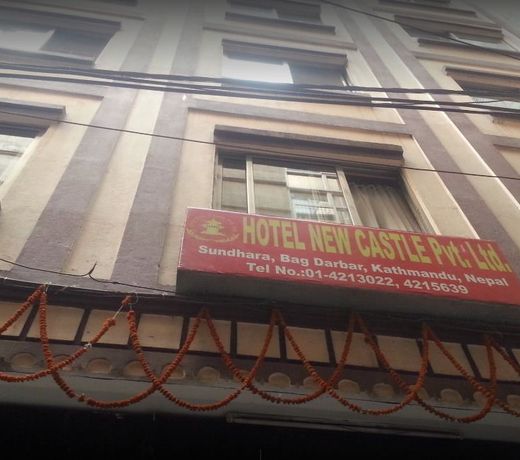 HOTEL NEW CASTLE Pvt; Ltd.
Sundhara, Bag Darbar, Kathmandu, Nepal
Tel No.:01-4213022, 4215639